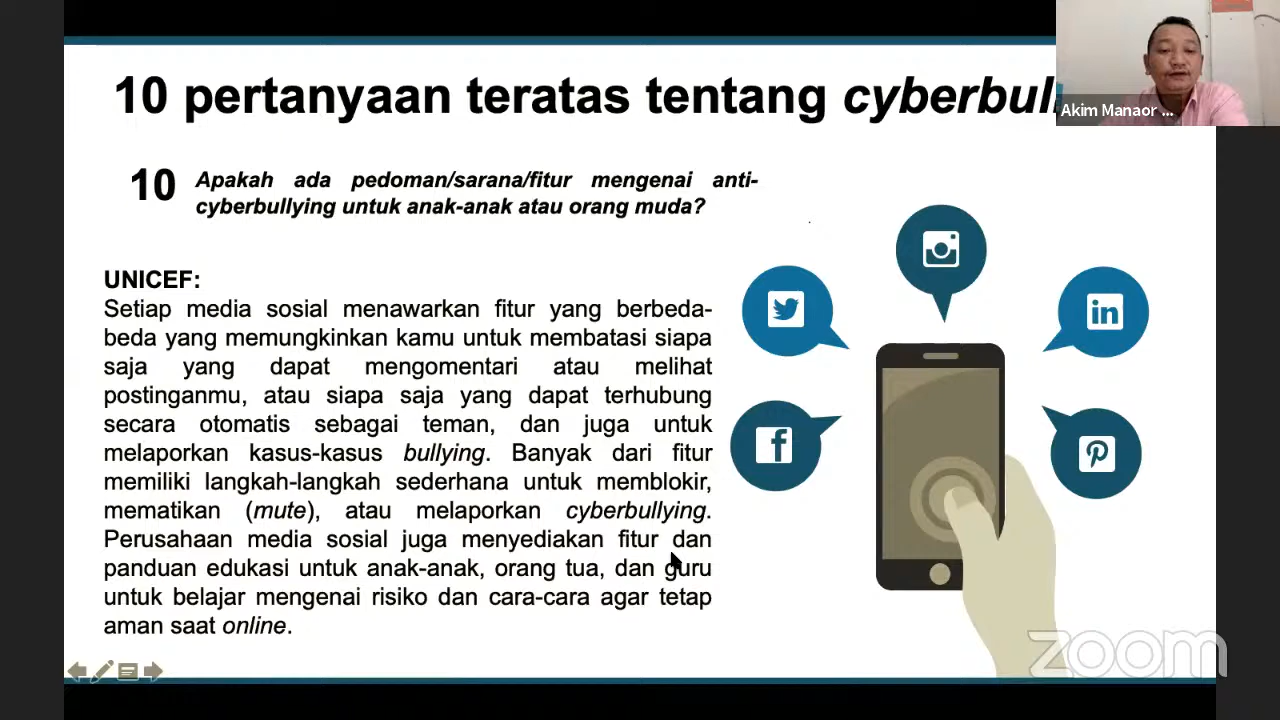 10 pertanyaan teratas tentang cyberbull
Akim Manaor ...
10
Apakah ada pedoman/sarana/fitur mengenai anti-
cyberbullying untuk anak-anak atau orang muda?
UNICEF:
Setiap media sosial menawarkan fitur yang berbeda-
beda yang memungkinkan kamu untuk membatasi siapa
saja yang dapat mengomentari atau melihat
postinganmu, atau siapa saja yang dapat terhubung
secara otomatis sebagai teman, dan juga untuk
melaporkan kasus-kasus bullying. Banyak dari fitur
memiliki langkah-langkah sederhana untuk memblokir,
mematikan (mute), atau melaporkan cyberbullying.
Perusahaan media sosial juga menyediakan fitur dan
panduan edukasi untuk anak-anak, orang tua, dan guru
untuk belajar mengenai risiko dan cara-cara agar tetap
aman saat online.
in
f
zoom